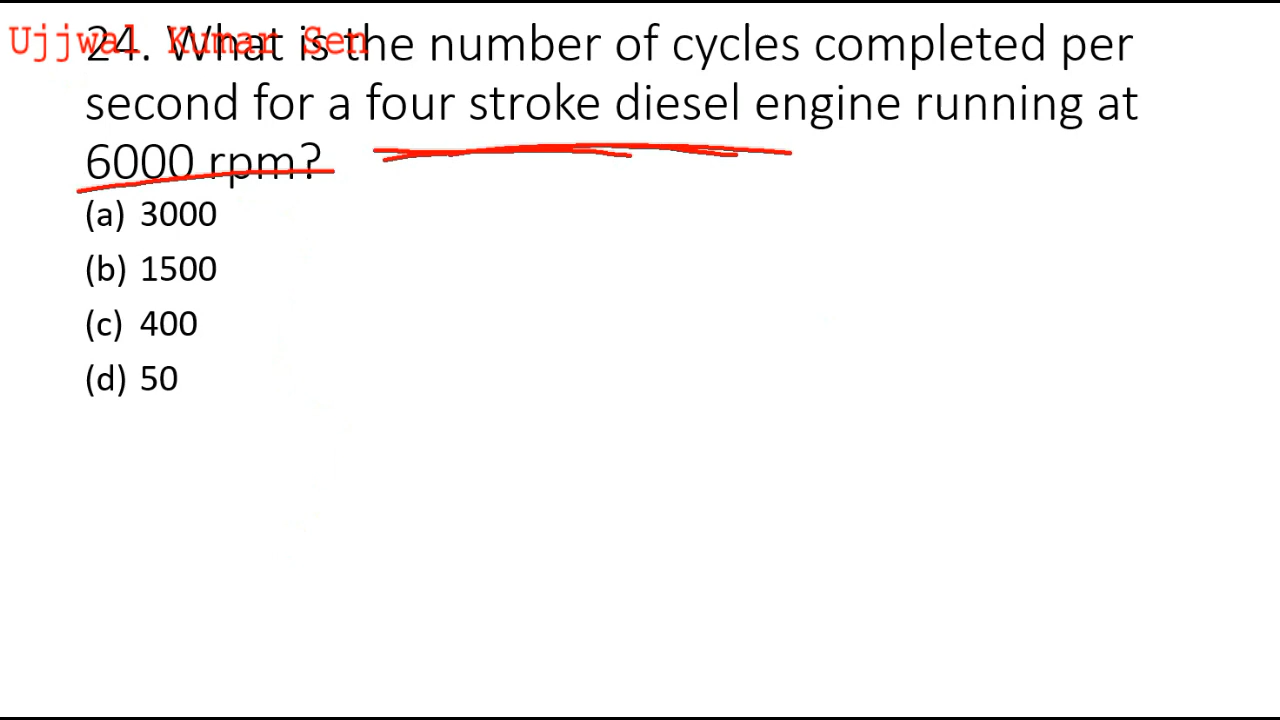 Ujjwal Kumar Sen
24. What is the number of cycles completed per
second for a four stroke diesel engine running at
6000 rpm?
(a) 3000
(b) 1500
(c) 400
(d) 50